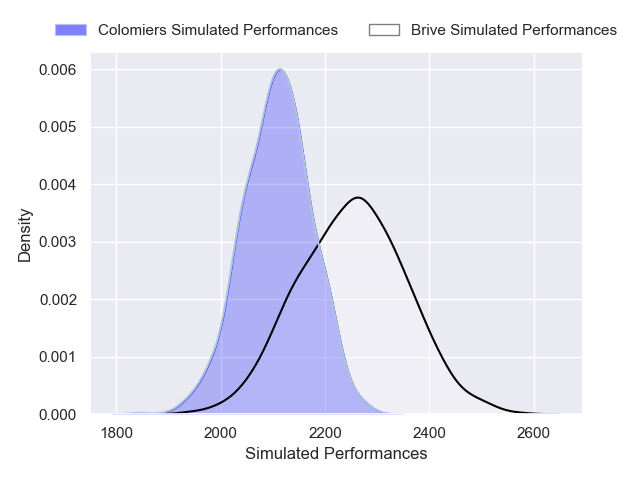 Colomiers Simulated Performances Brive Simulated Performances
0.006
0.005
0.004
0.003
0.002
0.001
0.000
Density
1800 2000 2200 2400 2600
Simulated Performances